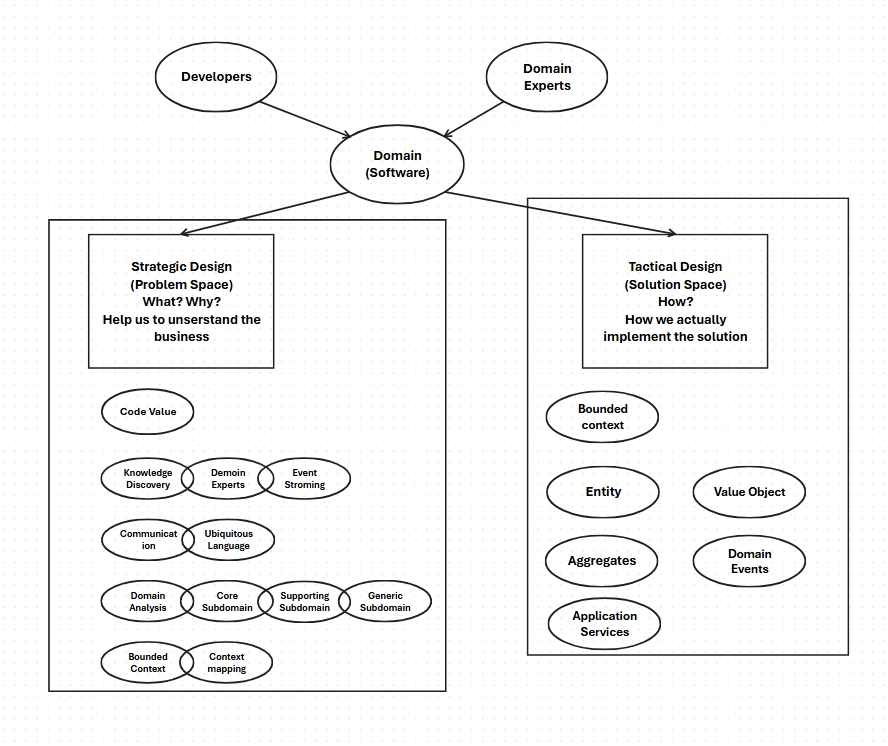 Developers
Domain
Experts
Domain
(Software)
Strategic Design
(Problem Space)
What? Why?
Help us to unserstand the
business
Code Value
Knowledge
Discovery
Demoin
Experts
Event
Stroming
Communicat
ion
Ubiquitous
Language
Domain
Analysis
Core
Subdomain
Supporting
Subdomain
Generic
Subdomain
Bounded
Context
Context
mapping
Tactical Design
(Solution Space)
How?
How we actually
implement the solution
Bounded
context
Entity
Value Object
Aggregates
Domain
Events
Application
Services